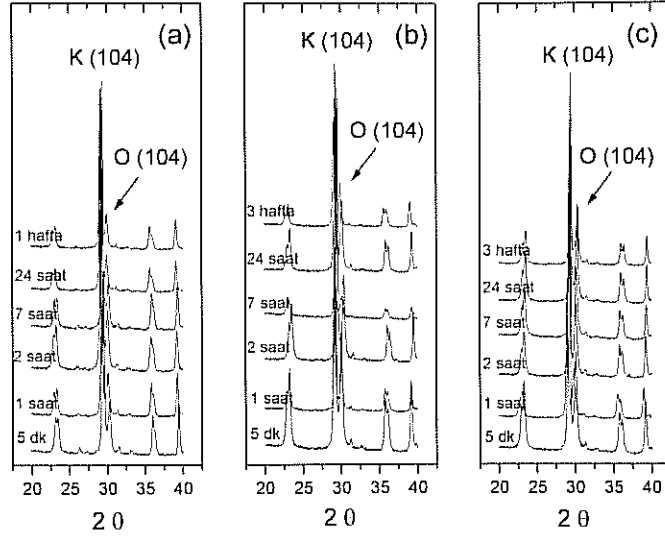 (a)
K (104)
O (104)
1 hafta
24 saat
7 saat
2 saat
1 saat
5 dk
20 25 30 35 40
2 θ
(b)
K (104)
O (104)
3 hafta
24 saat
7 saat
2 saat
1 saat
5 dk
20 25 30 35 40
2 θ
(c)
K (104)
O (104)
3 hafta
24 saat
7 saat
2 saat
1 saat
5 dk
20 25 30 35 40
2 θ